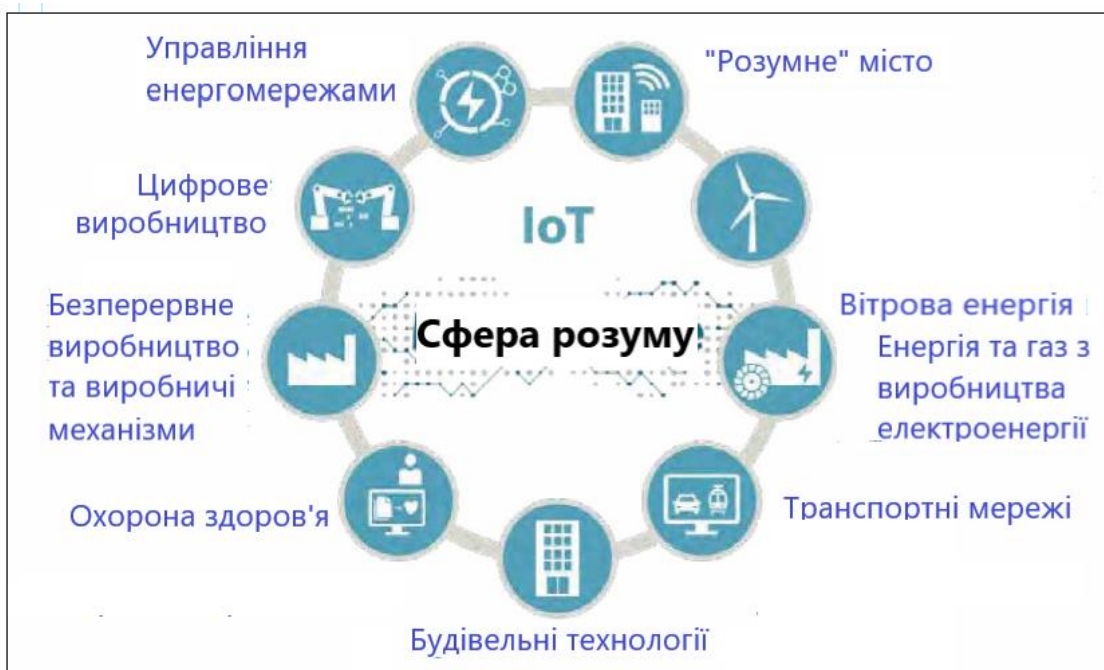 Управління
енергомережами
"Розумне" місто
Цифрове
виробництво
IoT
Безперервне
виробництво
та виробничі
механізми
Сфера розуму
Вітрова енергія
Енергія та газ з
виробництва
електроенергії
Охорона здоров'я
Транспортні мережі
Будівельні технології